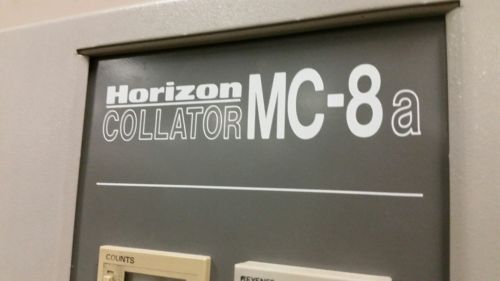 Horizon
COLLATOR MC-8a
COUNTS
KEYENCE